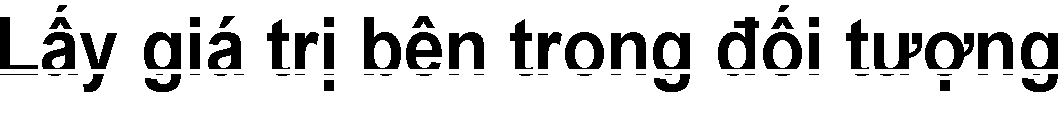 Lấy giá trị bên trong đối tượng